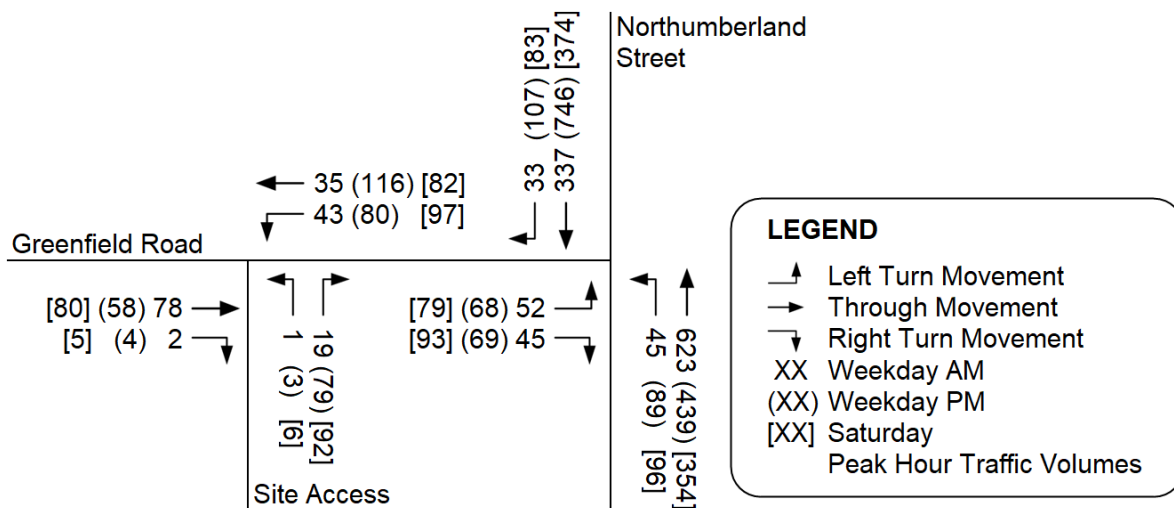 Northumberland
Street
33 (107) [83]
337 (746) [374]
35 (116) [82]
43 (80) [97]
Greenfield Road
[80] (58) 78
[5] (4) 2
1 (3) [6]
19 (79) [92]
[79] (68) 52
[93] (69) 45
45 (89) [96]
623 (439) [354]
Site Access
LEGEND
Left Turn Movement
Through Movement
Right Turn Movement
XX Weekday AM
(XX) Weekday PM
[XX] Saturday
Peak Hour Traffic Volumes